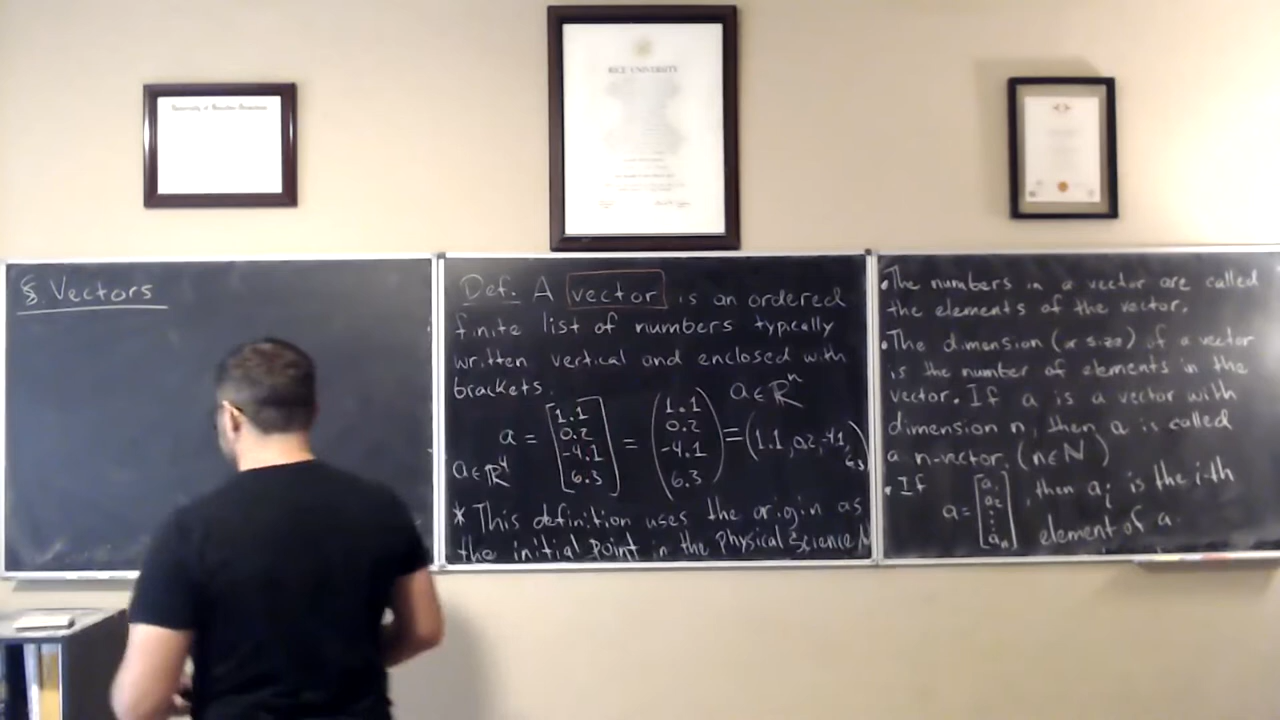 RICE UNIVERSITY
§ Vectors
Def. A vector is an ordered
finite list of numbers typically
written vertical and enclosed with
brackets.
a ∈ ℝⁿ
a = [1.1 0.2 -4.1 6.3] = (1.1 0.2 -4.1 6.3) = (1.1, 0.2, -4.1, 6.3)
a ∈ ℝ⁴
* This definition uses the origin as
the initial point in the physical science
• The numbers in a vector are called
the elements of the vector.
• The dimension (or size) of a vector
is the number of elements in the
vector. If a is a vector with
dimension n, then a is called
a n-vector. (n ∈ ℕ)
• If a = [a₁ a₂ ⋮ aₙ], then aᵢ is the i-th
element of a.